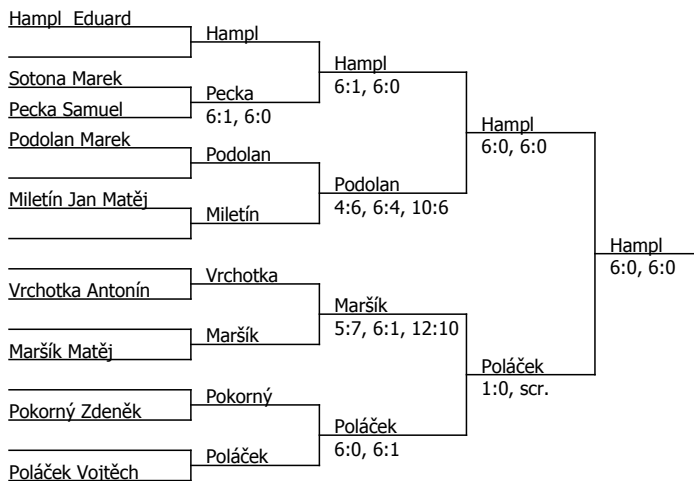 Hampl Eduard
Hampl
Hampl
6:1, 6:0
Sotona Marek
Pecka
6:1, 6:0
Pecka Samuel
Hampl
6:0, 6:0
Podolan Marek
Podolan
Podolan
4:6, 6:4, 10:6
Miletín Jan Matěj
Miletín
Hampl
6:0, 6:0
Vrchotka
Vrchotka Antonín
Maršík
5:7, 6:1, 12:10
Maršík
Maršík Matěj
Poláček
1:0, scr.
Pokorný
Pokorný Zdeněk
Poláček
6:0, 6:1
Poláček
Poláček Vojtěch